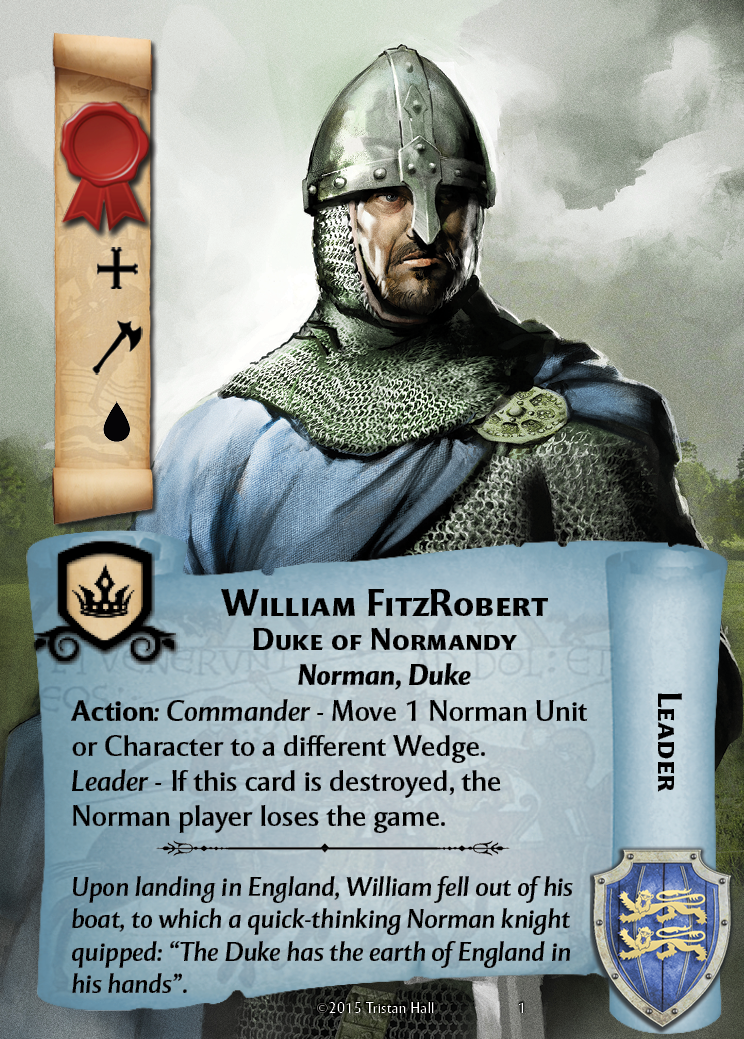 William FitzRobert
Duke of Normandy
Norman, Duke
Action: Commander - Move 1 Norman Unit
or Character to a different Wedge.
Leader - If this card is destroyed, the
Norman player loses the game.
Upon landing in England, William fell out of his
boat, to which a quick-thinking Norman knight
quipped: “The Duke has the earth of England in
his hands”.
Leader
©2015 Tristan Hall
1